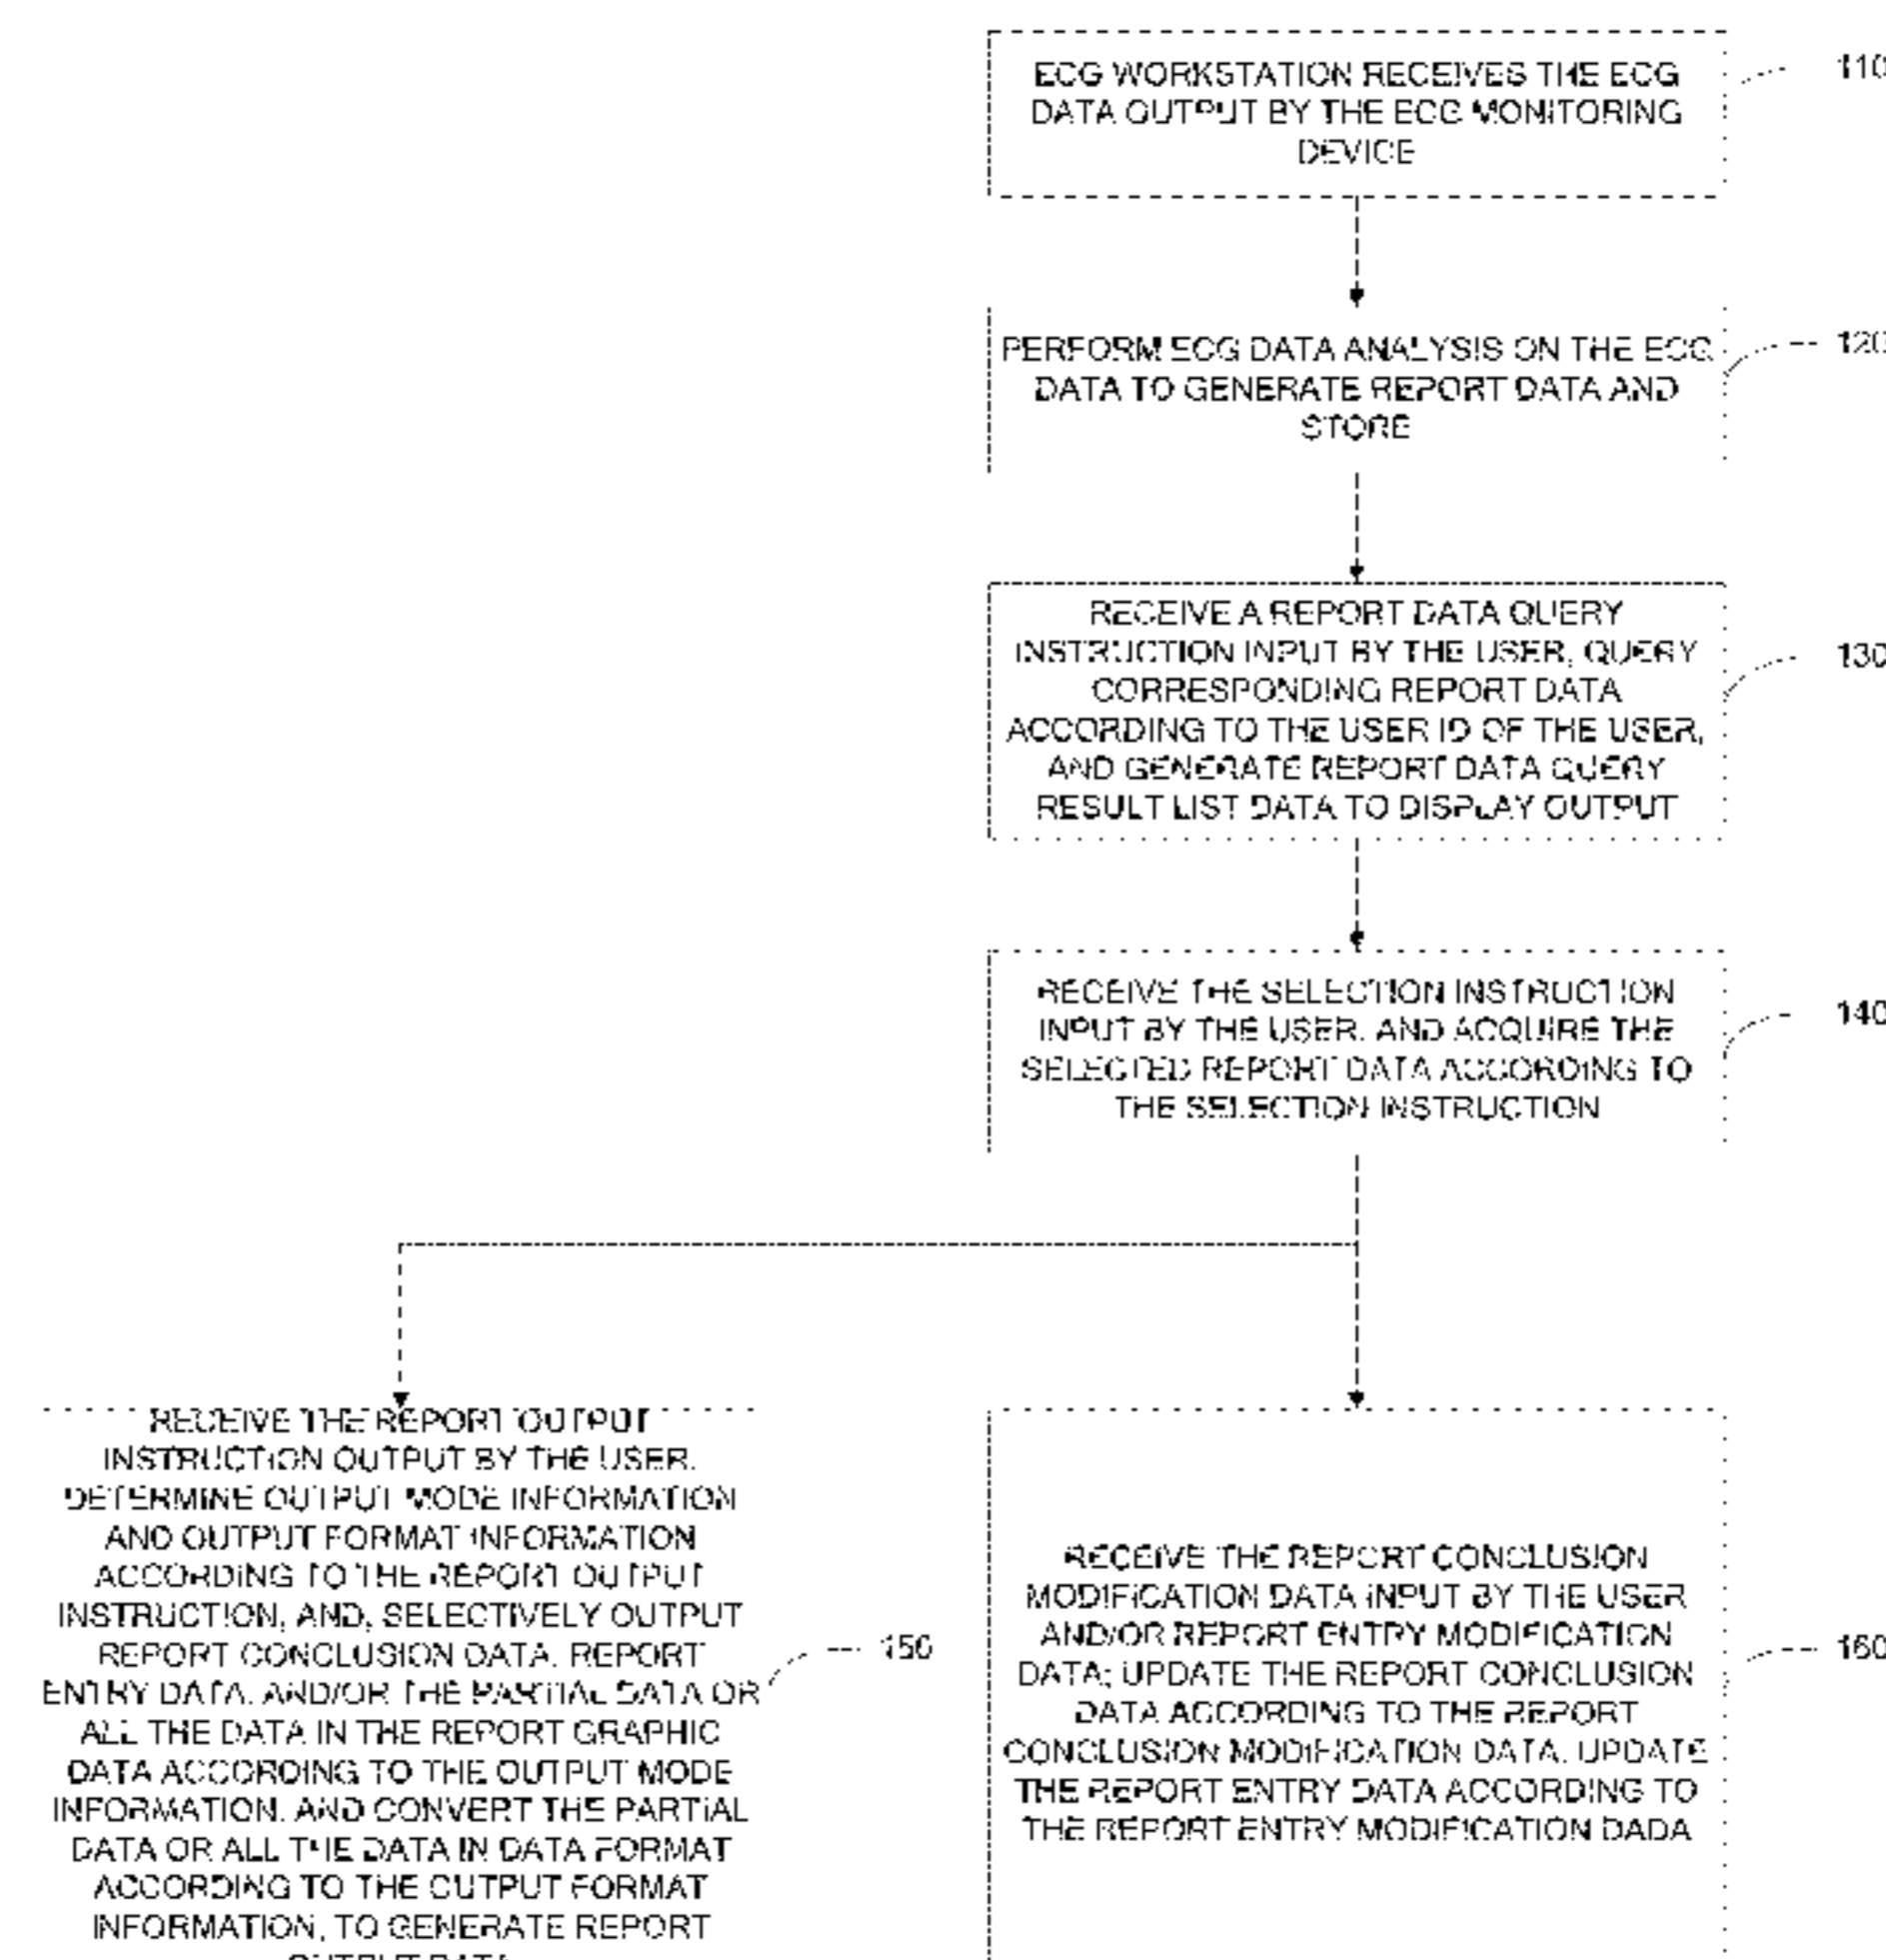 ECG WORKSTATION RECEIVES THE ECG
DATA OUTPUT BY THE ECG MONITORING
DEVICE
110
PERFORM ECG DATA ANALYSIS ON THE ECG
DATA TO GENERATE REPORT DATA AND
STORE
120
RECEIVE A REPORT DATA QUERY
INSTRUCTION INPUT BY THE USER, QUERY
CORRESPONDING REPORT DATA
ACCORDING TO THE USER ID OF THE USER,
AND GENERATE REPORT DATA QUERY
RESULT LIST DATA TO DISPLAY OUTPUT
130
RECEIVE THE SELECTION INSTRUCTION
INPUT BY THE USER, AND ACQUIRE THE
SELECTED REPORT DATA ACCORDING TO
THE SELECTION INSTRUCTION
140
RECEIVE THE REPORT OUTPUT
INSTRUCTION OUTPUT BY THE USER,
DETERMINE OUTPUT MODE INFORMATION
AND OUTPUT FORMAT INFORMATION
ACCORDING TO THE REPORT OUTPUT
INSTRUCTION, AND, SELECTIVELY OUTPUT
REPORT CONCLUSION DATA, REPORT
ENTRY DATA, AND/OR THE PARTIAL DATA OR
ALL THE DATA IN THE REPORT GRAPHIC
DATA ACCORDING TO THE OUTPUT MODE
INFORMATION, AND CONVERT THE PARTIAL
DATA OR ALL THE DATA IN DATA FORMAT
ACCORDING TO THE OUTPUT FORMAT
INFORMATION, TO GENERATE REPORT
OUTPUT DATA
150
RECEIVE THE REPORT CONCLUSION
MODIFICATION DATA INPUT BY THE USER
AND/OR REPORT ENTRY MODIFICATION
DATA; UPDATE THE REPORT CONCLUSION
DATA ACCORDING TO THE REPORT
CONCLUSION MODIFICATION DATA, UPDATE
THE REPORT ENTRY DATA ACCORDING TO
THE REPORT ENTRY MODIFICATION DADA
160